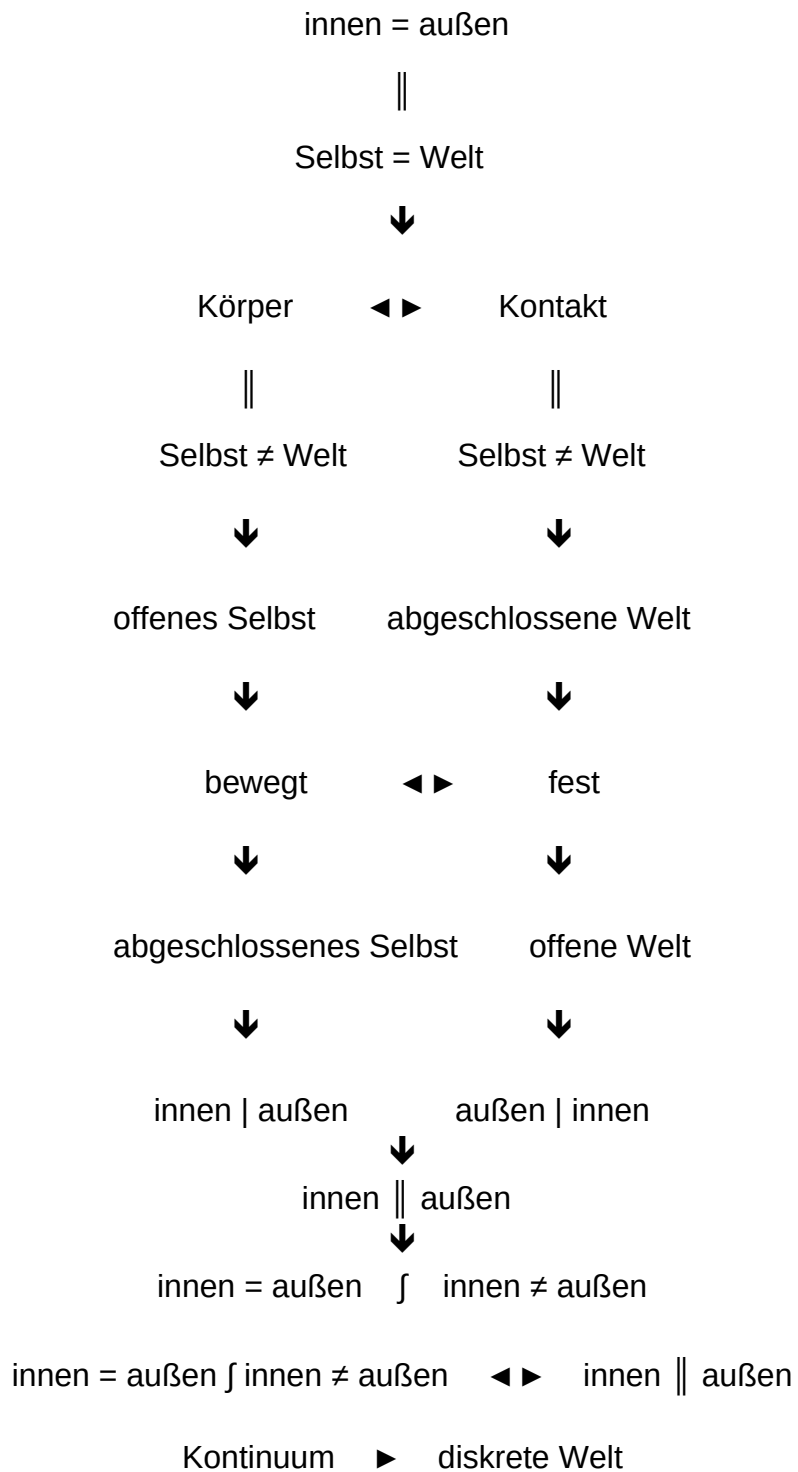 innen = außen
║
Selbst = Welt
🡻
Körper ◄► Kontakt
║ ║
Selbst ≠ Welt Selbst ≠ Welt
🡻 🡻
offenes Selbst abgeschlossene Welt
🡻 🡻
bewegt ◄► fest
🡻 🡻
abgeschlossenes Selbst offene Welt
🡻 🡻
innen | außen außen | innen
🡻
innen ║ außen
🡻
innen = außen ∫ innen ≠ außen
innen = außen ∫ innen ≠ außen ◄► innen ║ außen
Kontinuum ► diskrete Welt